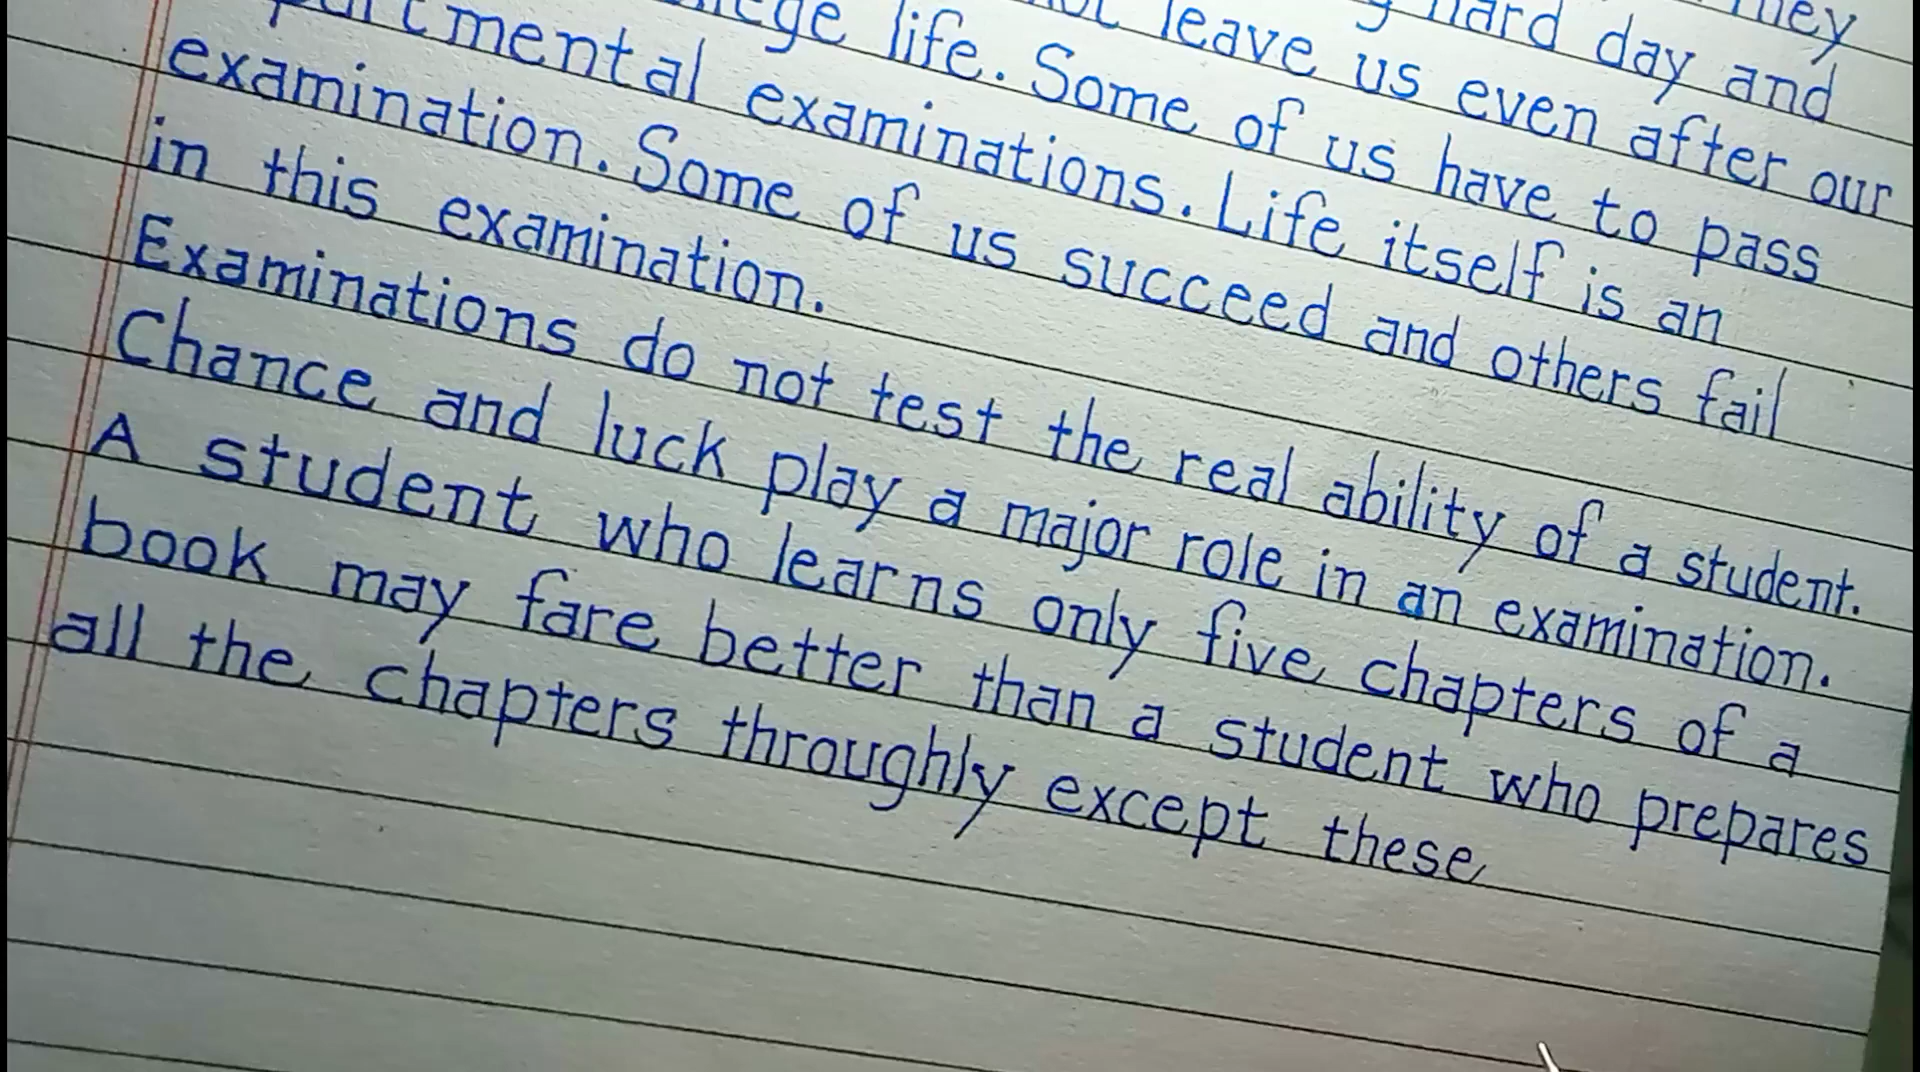 hard day and
leave us even after our
life. Some of us have to pass
examinations. Life itself is an
examination. Some of us succeed and others fail
in this examination.
Examinations do not test the real ability of a student.
Chance and luck play a major role in an examination.
A student who learns only five chapters of a
book may fare better than a student who prepares
all the chapters throughly except these